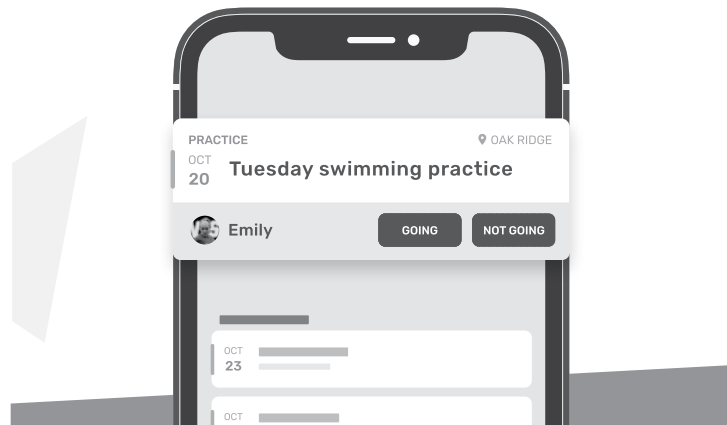 PRACTICE
OAK RIDGE
OCT
20
Tuesday swimming practice
Emily
GOING
NOT GOING
OCT
23
OCT